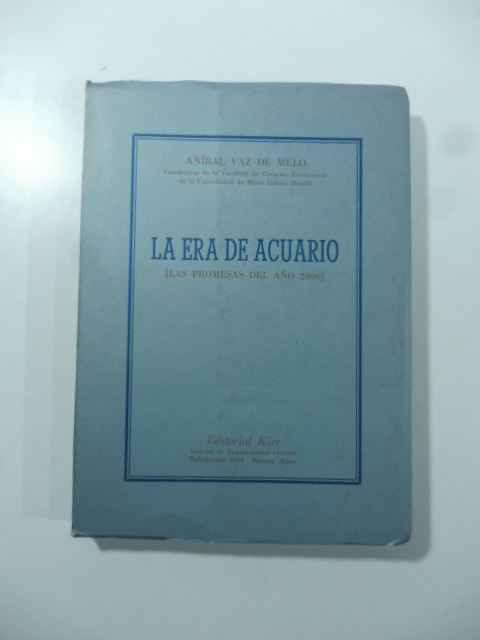 ANÍBAL VAZ DE MELO
Catedrático de la Facultad de Ciencias Económicas
de la Universidad de Minas Gerais (Brasil)
LA ERA DE ACUARIO
[LAS PROMESAS DEL AÑO 2000]
Editorial Kier
Sociedad de Responsabilidad Limitada
Talcahuano 1075 Buenos Aires